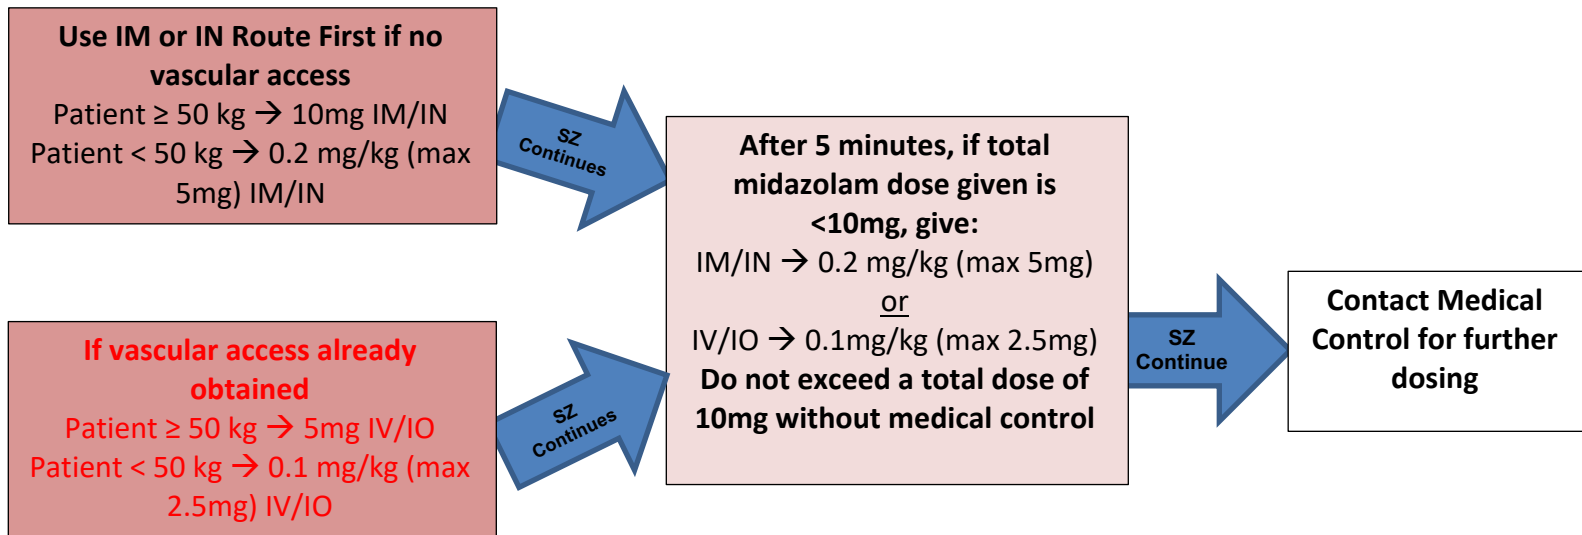 Use IM or IN Route First if no
vascular access
Patient ≥ 50 kg → 10mg IM/IN
Patient < 50 kg → 0.2 mg/kg (max
5mg) IM/IN
SZ
Continues
If vascular access already
obtained
Patient ≥ 50 kg → 5mg IV/IO
Patient < 50 kg → 0.1 mg/kg (max
2.5mg) IV/IO
SZ
Continues
After 5 minutes, if total
midazolam dose given is
<10mg, give:
IM/IN → 0.2 mg/kg (max 5mg)
or
IV/IO → 0.1mg/kg (max 2.5mg)
Do not exceed a total dose of
10mg without medical control
SZ
Continue
Contact Medical
Control for further
dosing